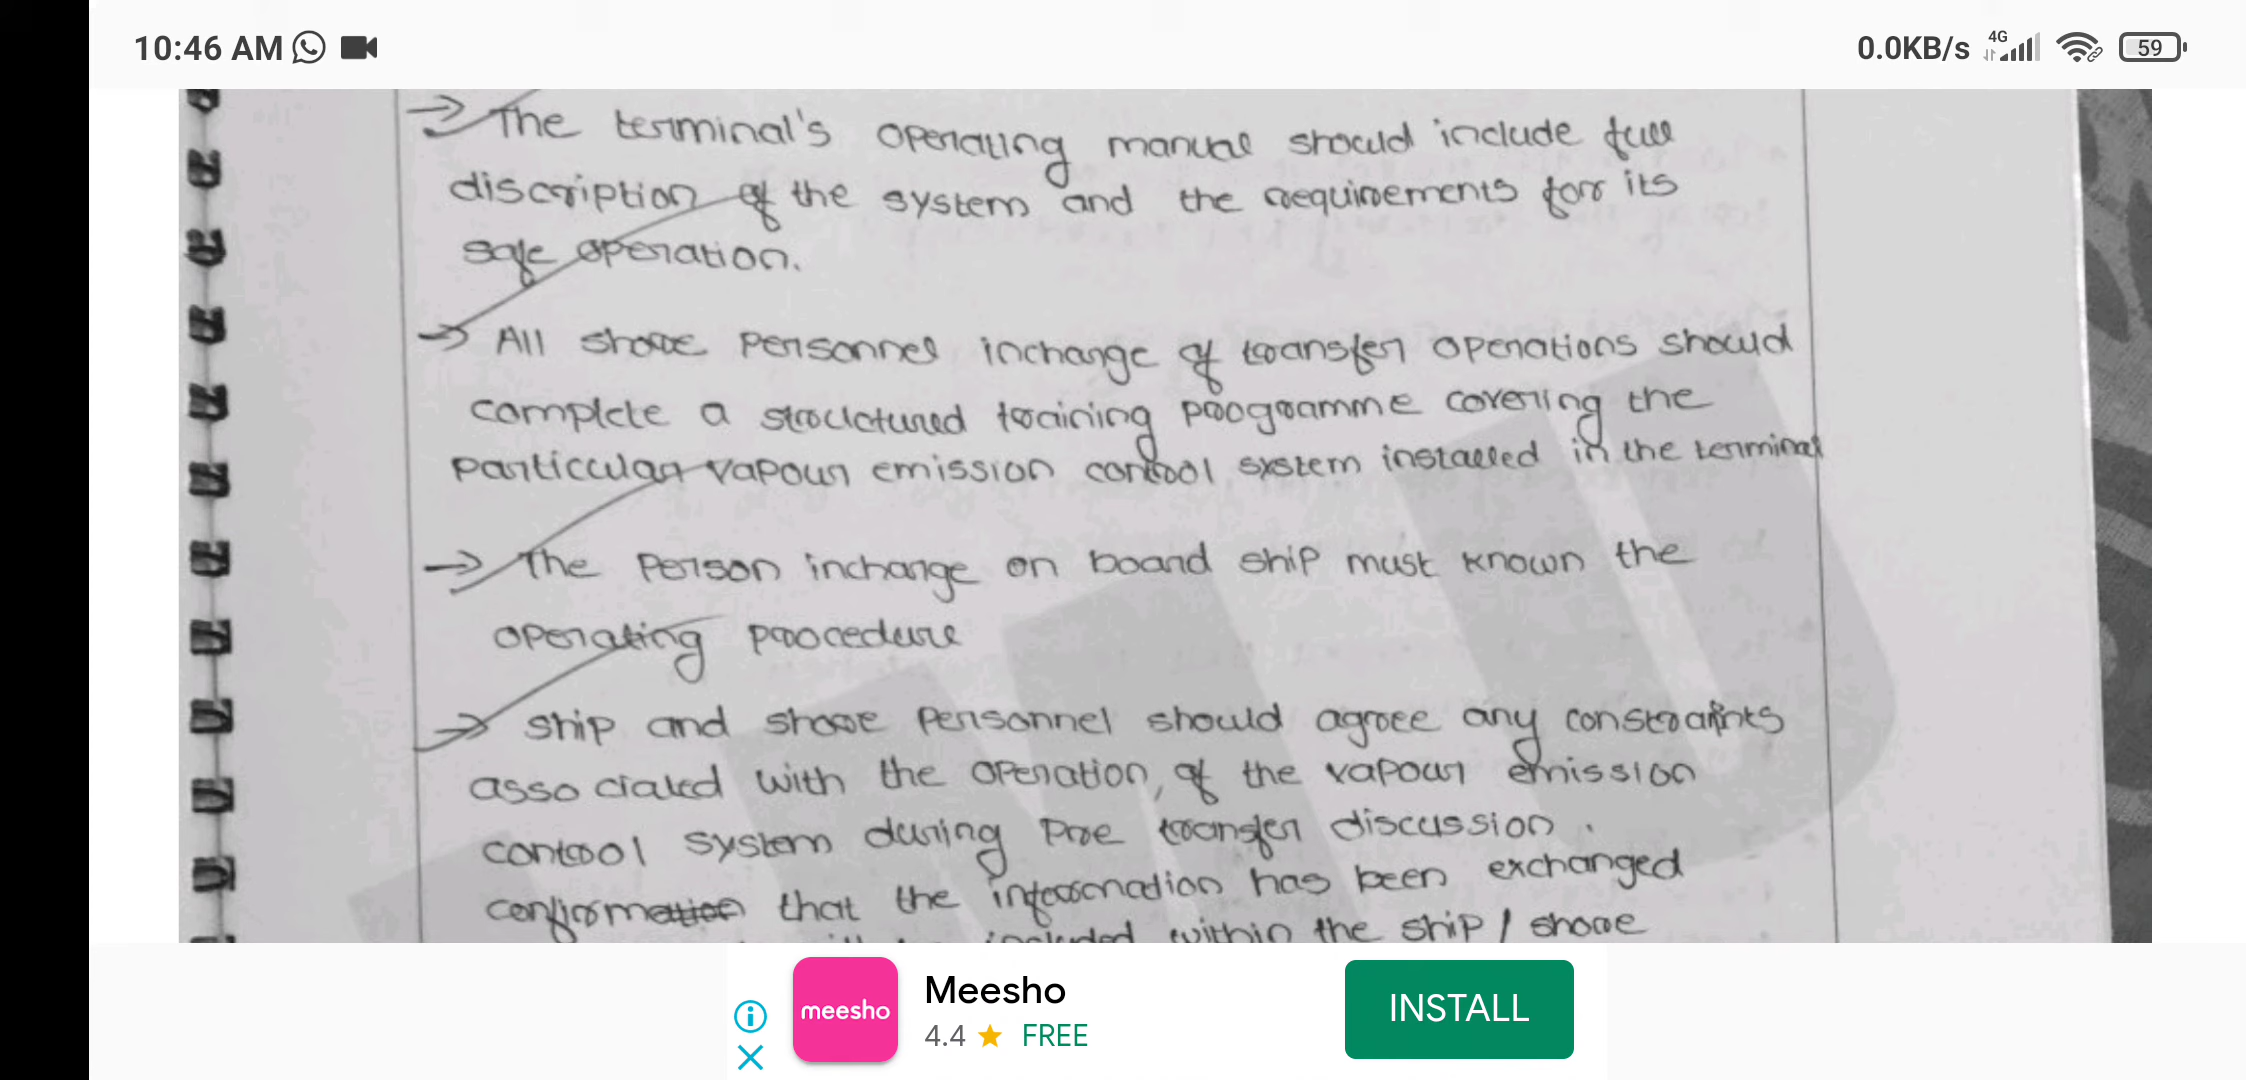 10:46 AM
0.0KB/s 4G 59
→ The terminal's operating manual should include full
discription of the system and the requirements for its
safe operation.
→ All shore personnel incharge of transfer operations should
complete a structured training programme covering the
particular vapour emission control system installed in the terminal
→ The person incharge on board ship must known the
operating procedure
→ Ship and shore personnel should agree any constraints
associated with the operation, of the vapour emission
control system during pre transfer discussion.
confirmation that the information has been exchanged
included within the ship / shore
meesho
Meesho
4.4 ★ FREE
INSTALL